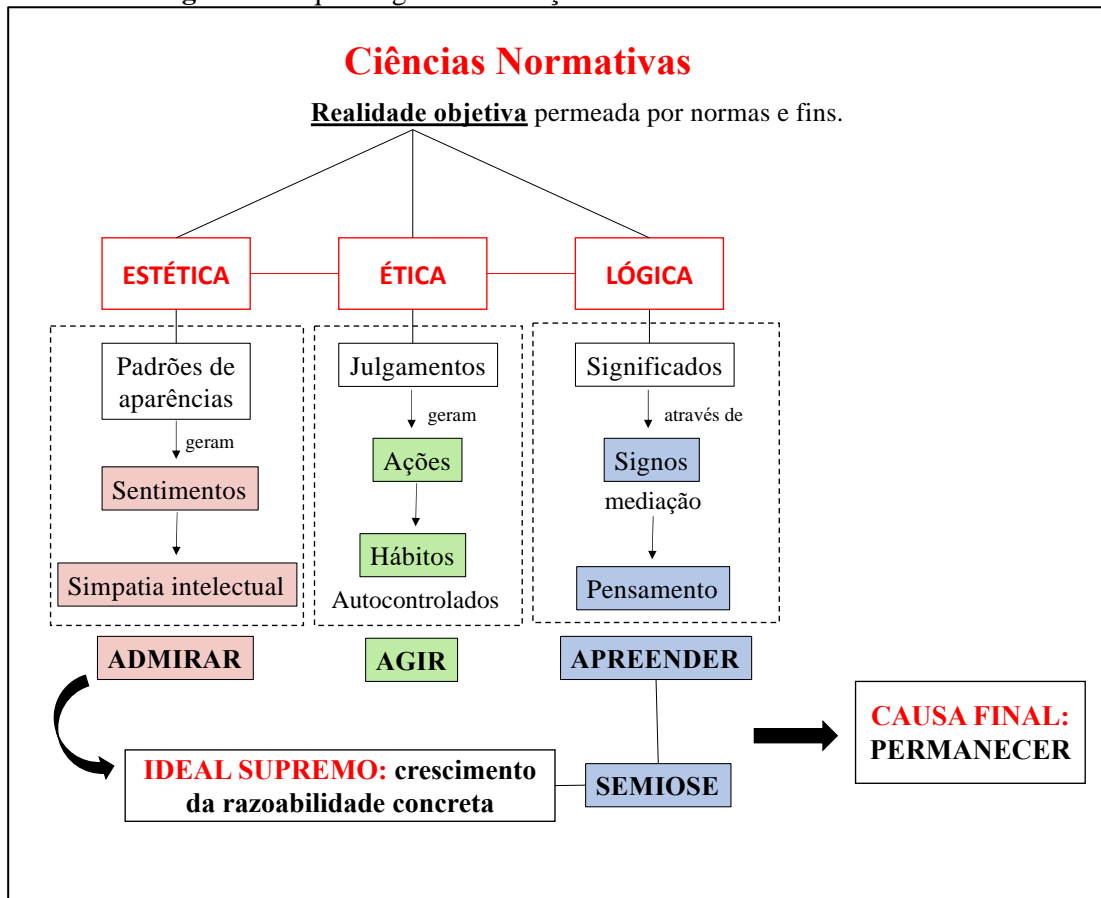 Ciências Normativas
Realidade objetiva permeada por normas e fins.
ESTÉTICA
ÉTICA
LÓGICA
Padrões de
aparências
geram
Sentimentos
Simpatia intelectual
ADMIRAR
Julgamentos
geram
Ações
Hábitos
Autocontrolados
AGIR
Significados
através de
Signos
mediação
Pensamento
APREENDER
IDEAL SUPREMO: crescimento
da razoabilidade concreta
SEMIOSE
CAUSA FINAL:
PERMANECER